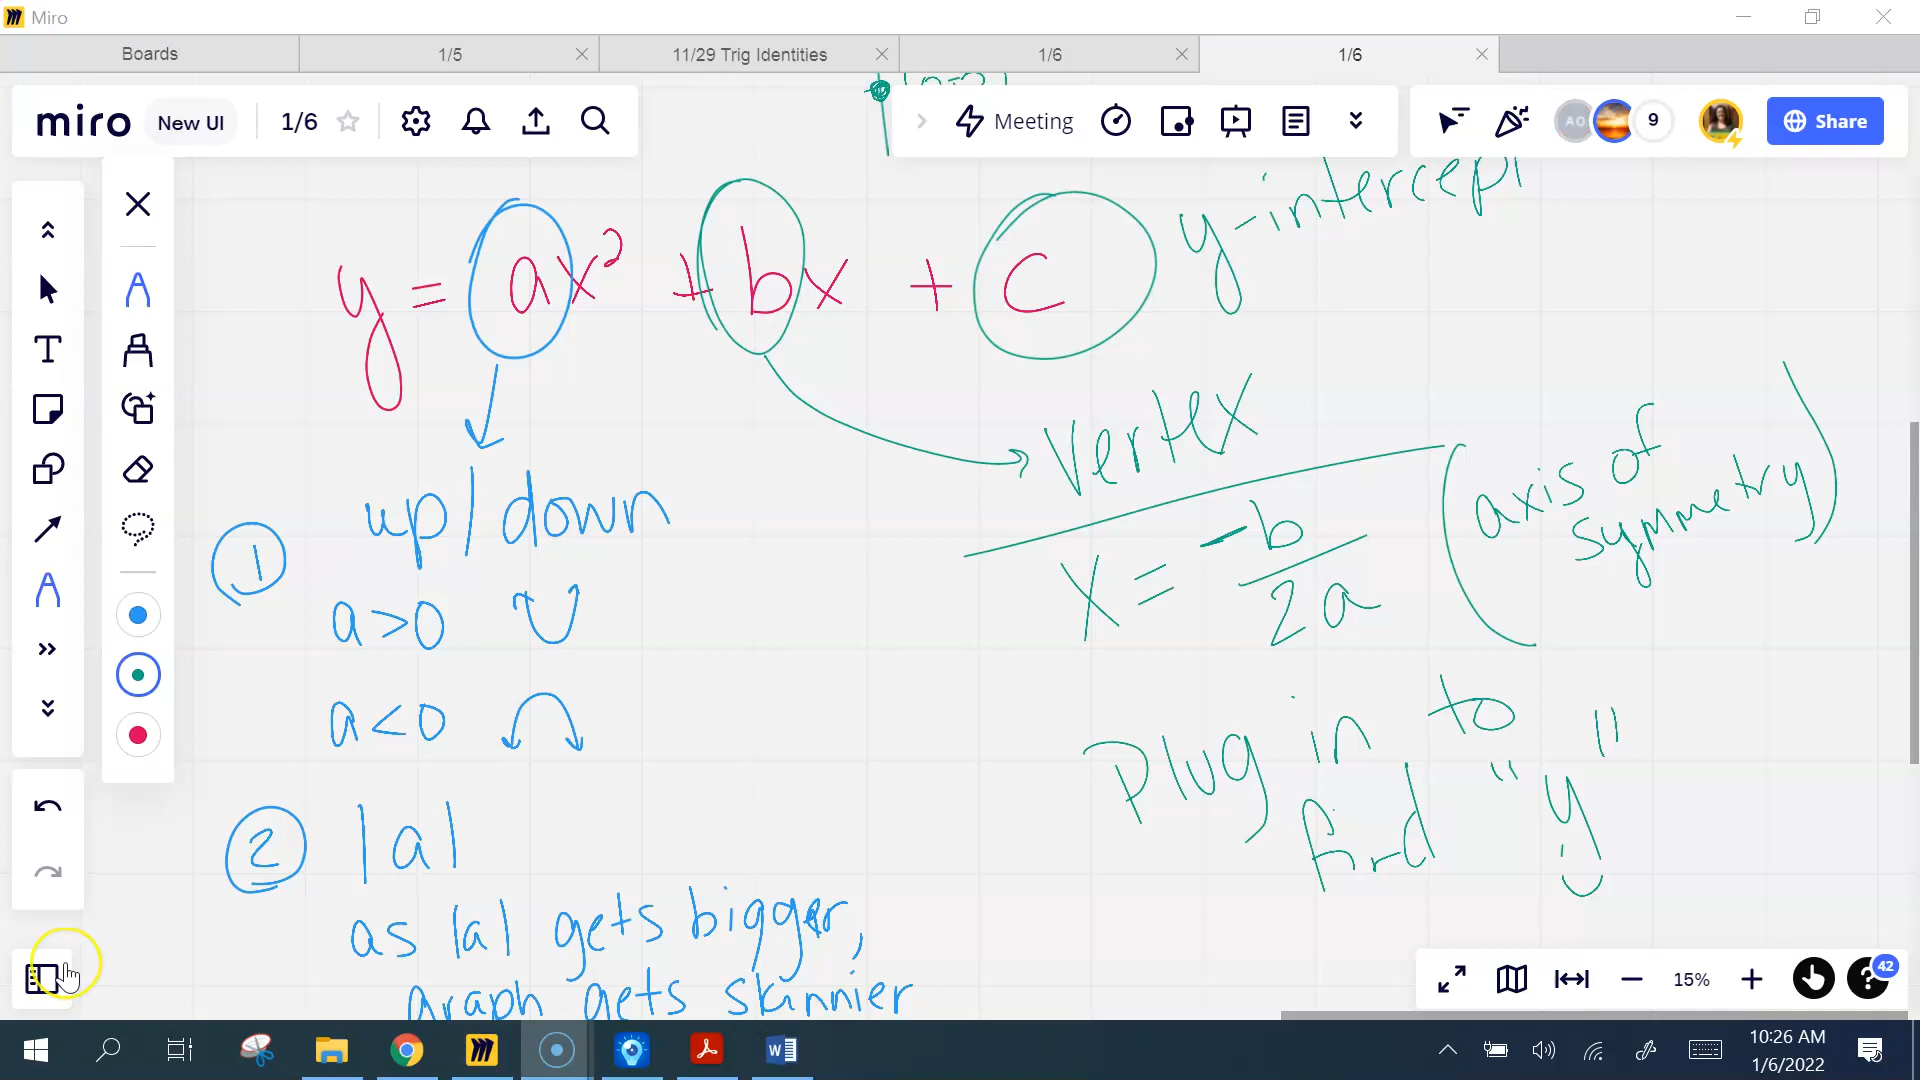 Miro
Boards
1/5
11/29 Trig Identities
1/6
1/6
miro
New UI
1/6
Meeting
AO
9
Share
y-intercept
y = ax² + bx + c
vertex
x = -b/2a
(axis of
symmetry)
Plug in to
find "y"
1
up/down
a>0
a<0
2
|a|
as |a| gets bigger,
graph gets skinnier
15%
42
10:26 AM
1/6/2022